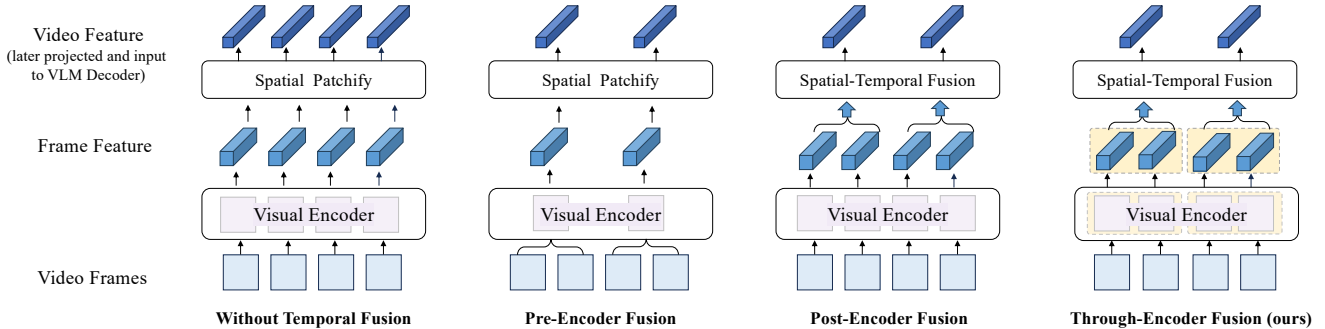 Video Feature
(later projected and input
to VLM Decoder)
Spatial Patchify
Spatial Patchify
Spatial-Temporal Fusion
Spatial-Temporal Fusion
Frame Feature
Visual Encoder
Visual Encoder
Visual Encoder
Visual Encoder
Video Frames
Without Temporal Fusion
Pre-Encoder Fusion
Post-Encoder Fusion
Through-Encoder Fusion (ours)